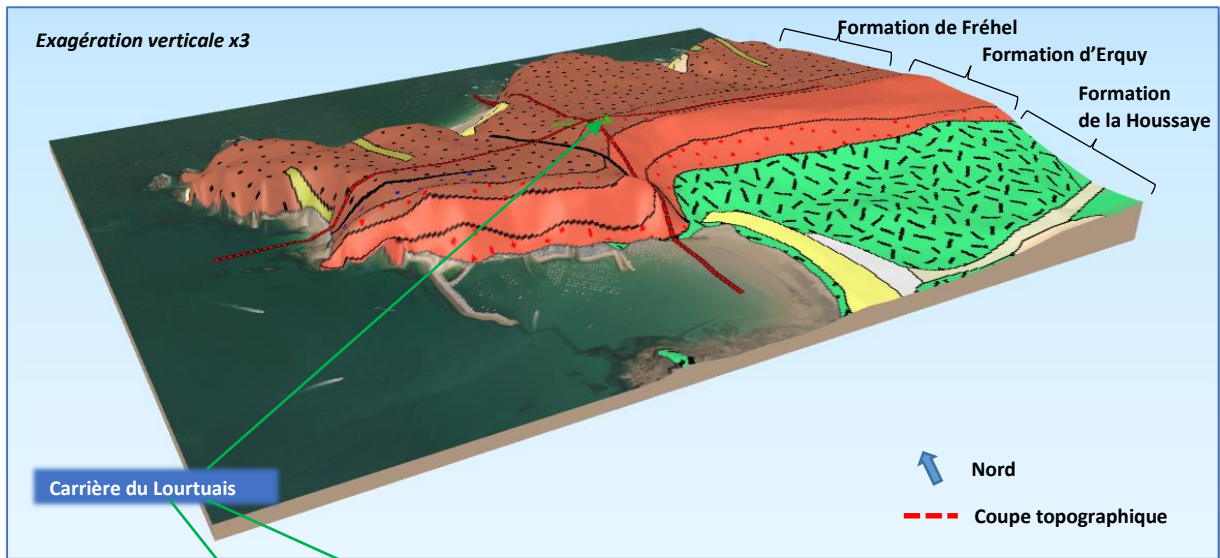 Exagération verticale x3
Formation de Fréhel
Formation d’Erquy
Formation
de la Houssaye
Carrière du Lourtuais
Nord
Coupe topographique